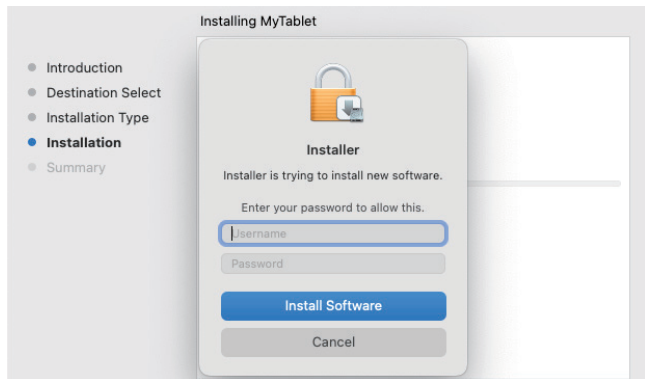 Installing MyTablet
Introduction
Destination Select
Installation Type
Installation
Summary
Installer
Installer is trying to install new software.
Enter your password to allow this.
Username
Password
Install Software
Cancel